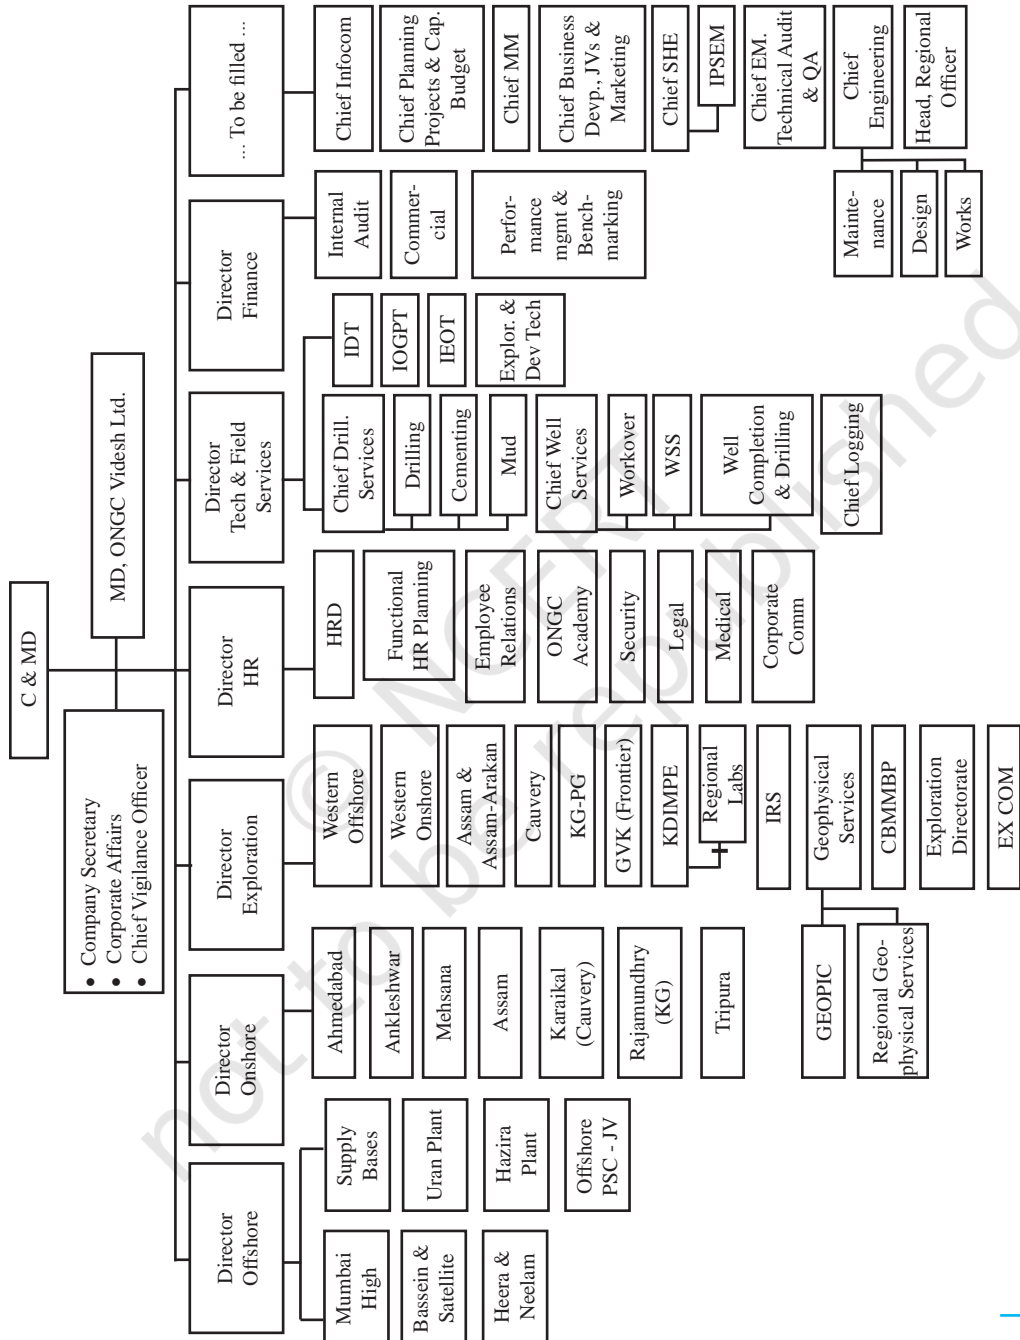 C & MD
• Company Secretary
• Corporate Affairs
• Chief Vigilance Officer
MD, ONGC Videsh Ltd.
Director
Offshore
Director
Onshore
Director
Exploration
Director
HR
Director
Tech & Field
Services
Director
Finance
... To be filled ...
Mumbai
High
Bassein &
Satellite
Heera &
Neelam
Supply
Bases
Uran Plant
Hazira
Plant
Offshore
PSC - JV
Ahmedabad
Ankleshwar
Mehsana
Assam
Karaikal
(Cauvery)
Rajamundhry
(KG)
Tripura
Western
Offshore
Western
Onshore
Assam &
Assam-Arakan
Cauvery
KG-PG
GVK (Frontier)
KDIMPE
Regional
Labs
IRS
Geophysical
Services
GEOPIC
Regional Geo-
physical Services
CBMMBP
Exploration
Directorate
EX COM
HRD
Functional
HR Planning
Employee
Relations
ONGC
Academy
Security
Legal
Medical
Corporate
Comm
Chief Drill.
Services
Drilling
Cementing
Mud
Chief Well
Services
Workover
WSS
Well
Completion
& Drilling
Chief Logging
IDT
IOGPT
IEOT
Explor. &
Dev Tech
Internal
Audit
Commer-
cial
Perfor-
mance
mgmt &
Bench-
marking
Chief Infocom
Chief Planning
Projects & Cap.
Budget
Chief MM
Chief Business
Devp., JVs &
Marketing
Chief SHE
IPSEM
Chief EM.
Technical Audit
& QA
Chief
Engineering
Mainte-
nance
Design
Works
Head, Regional
Officer
© NCERT
not to be republished